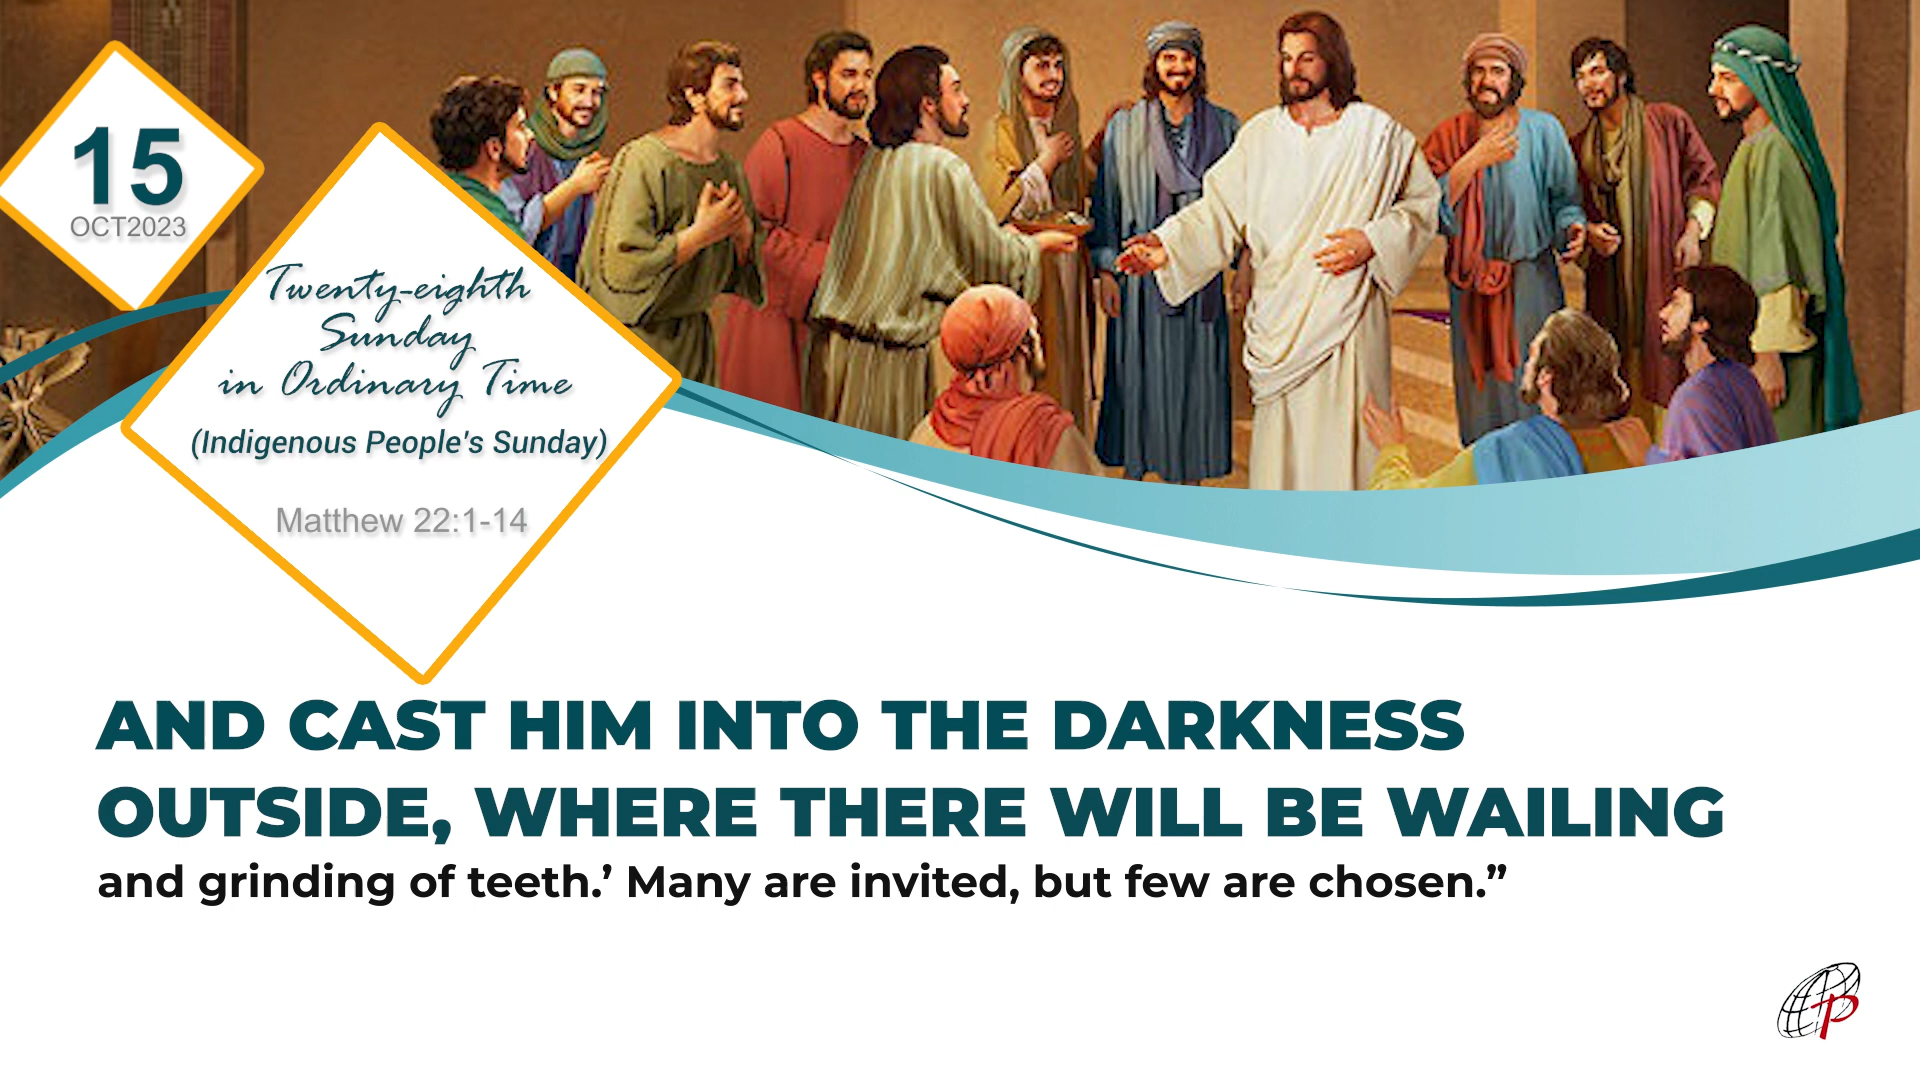 15
OCT2023
Twenty-eighth
Sunday
in Ordinary Time
(Indigenous People's Sunday)
Matthew 22:1-14
AND CAST HIM INTO THE DARKNESS
OUTSIDE, WHERE THERE WILL BE WAILING
and grinding of teeth.’ Many are invited, but few are chosen.”